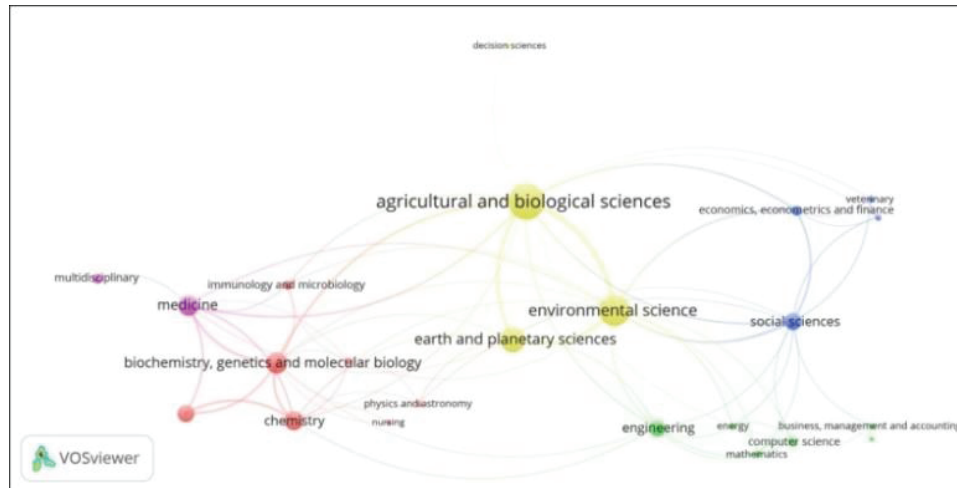 decision sciences
agricultural and biological sciences
veterinary
economics, econometrics and finance
multidisciplinary
immunology and microbiology
medicine
environmental science
social sciences
earth and planetary sciences
biochemistry, genetics and molecular biology
physics and astronomy
chemistry
nursing
engineering
energy
business, management and accounting
computer science
mathematics
VOSviewer